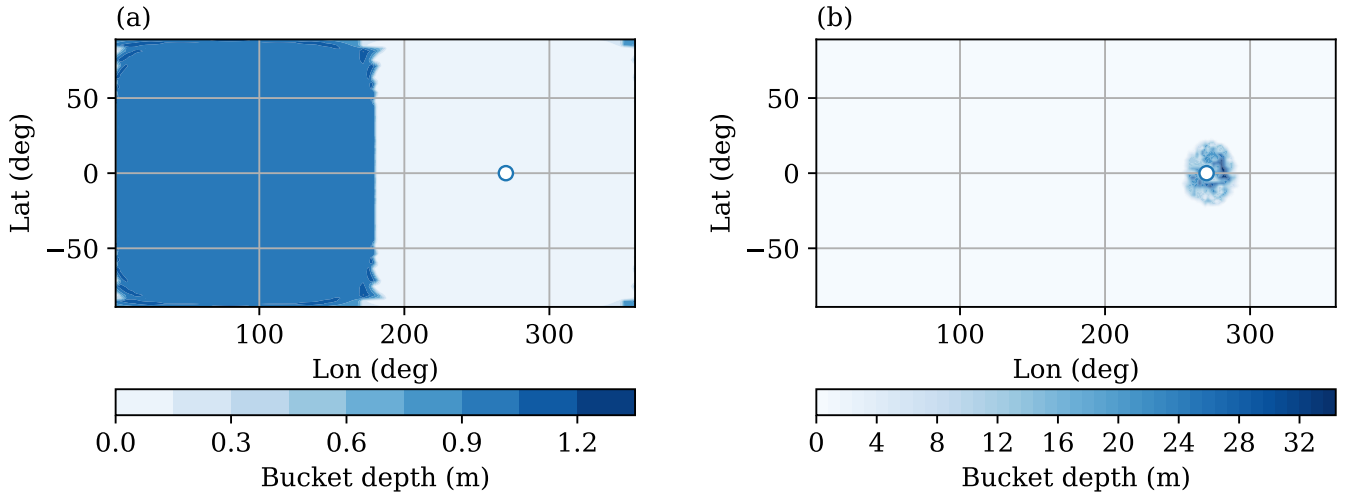 (a)
50
0
−50
Lat (deg)
100 200 300
Lon (deg)
0.0 0.3 0.6 0.9 1.2
Bucket depth (m)
(b)
50
0
−50
Lat (deg)
100 200 300
Lon (deg)
0 4 8 12 16 20 24 28 32
Bucket depth (m)